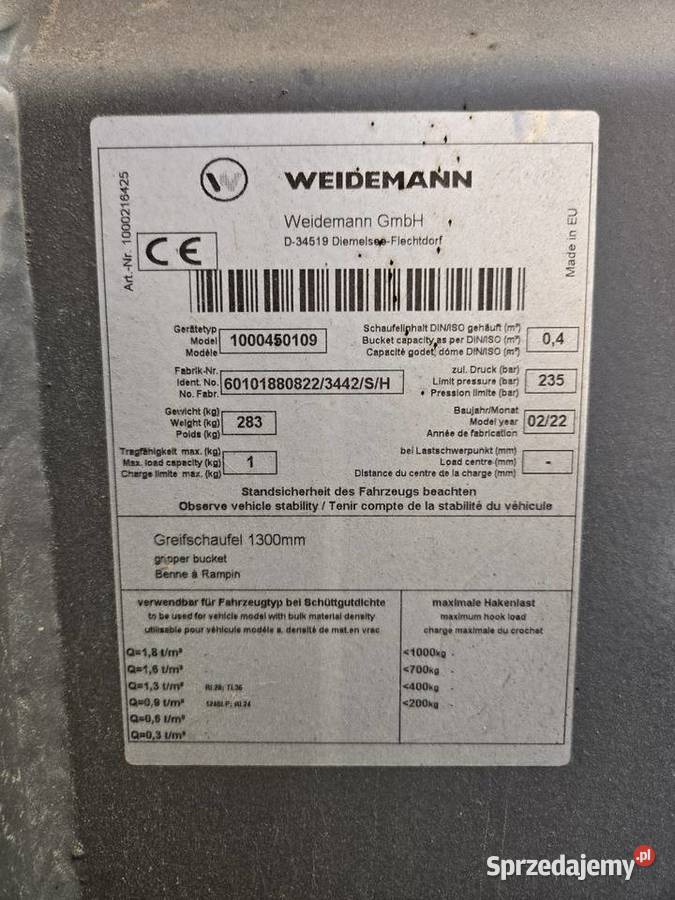 WEIDEMANN
Weidemann GmbH
D-34519 Diemelsee-Flechtdorf
Art.-Nr. 1000216425
CE
Made in EU
Gerätetyp
Model
Modèle
1000450109
Schaufelinhalt DIN/ISO gehäuft (m³)
Bucket capacity as per DIN/ISO (m³)
Capacité godet, dôme DIN/ISO (m³)
0,4
Fabrik-Nr.
Ident. No.
No. Fabr.
60101880822/3442/S/H
zul. Druck (bar)
Limit pressure (bar)
Pression limite (bar)
235
Gewicht (kg)
Weight (kg)
Poids (kg)
283
Baujahr/Monat
Model year
Année de fabrication
02/22
Tragfähigkeit max. (kg)
Max. load capacity (kg)
Charge limite max. (kg)
1
bei Lastschwerpunkt (mm)
Load centre (mm)
Distance du centre de la charge (mm)
-
Standsicherheit des Fahrzeugs beachten
Observe vehicle stability / Tenir compte de la stabilité du véhicule
Greifschaufel 1300mm
gripper bucket
Benne à Rampin
verwendbar für Fahrzeugtyp bei Schüttgutdichte
to be used for vehicle model with bulk material density
utilisable pour véhicule modèle a. densité de mat.en vrac
maximale Hakenlast
maximum hook load
charge maximale du crochet
Q=1,8 t/m³ -
Q=1,6 t/m³ -
Q=1,3 t/m³
Q=0,9 t/m³
Q=0,6 t/m³
Q=0,3 t/m³
<1000kg -
<700kg -
<400kg -
<200kg -
Sprzedajemy.pl